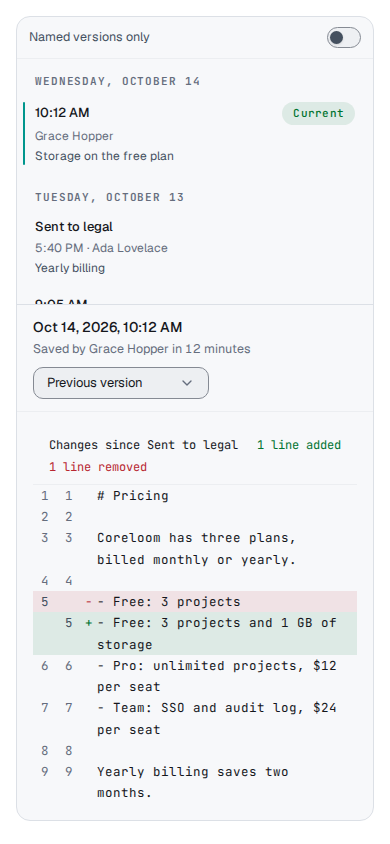 Named versions only
WEDNESDAY, OCTOBER 14
10:12 AM
Current
Grace Hopper
Storage on the free plan
TUESDAY, OCTOBER 13
Sent to legal
5:40 PM · Ada Lovelace
Yearly billing
9:05 AM
Oct 14, 2026, 10:12 AM
Saved by Grace Hopper in 12 minutes
Previous version
Changes since Sent to legal 1 line added
1 line removed
1 1 # Pricing
2 2
3 3 Coreloom has three plans,
billed monthly or yearly.
4 4
5 - - Free: 3 projects
5 + - Free: 3 projects and 1 GB of
storage
6 6 - Pro: unlimited projects, $12
per seat
7 7 - Team: SSO and audit log, $24
per seat
8 8
9 9 Yearly billing saves two
months.